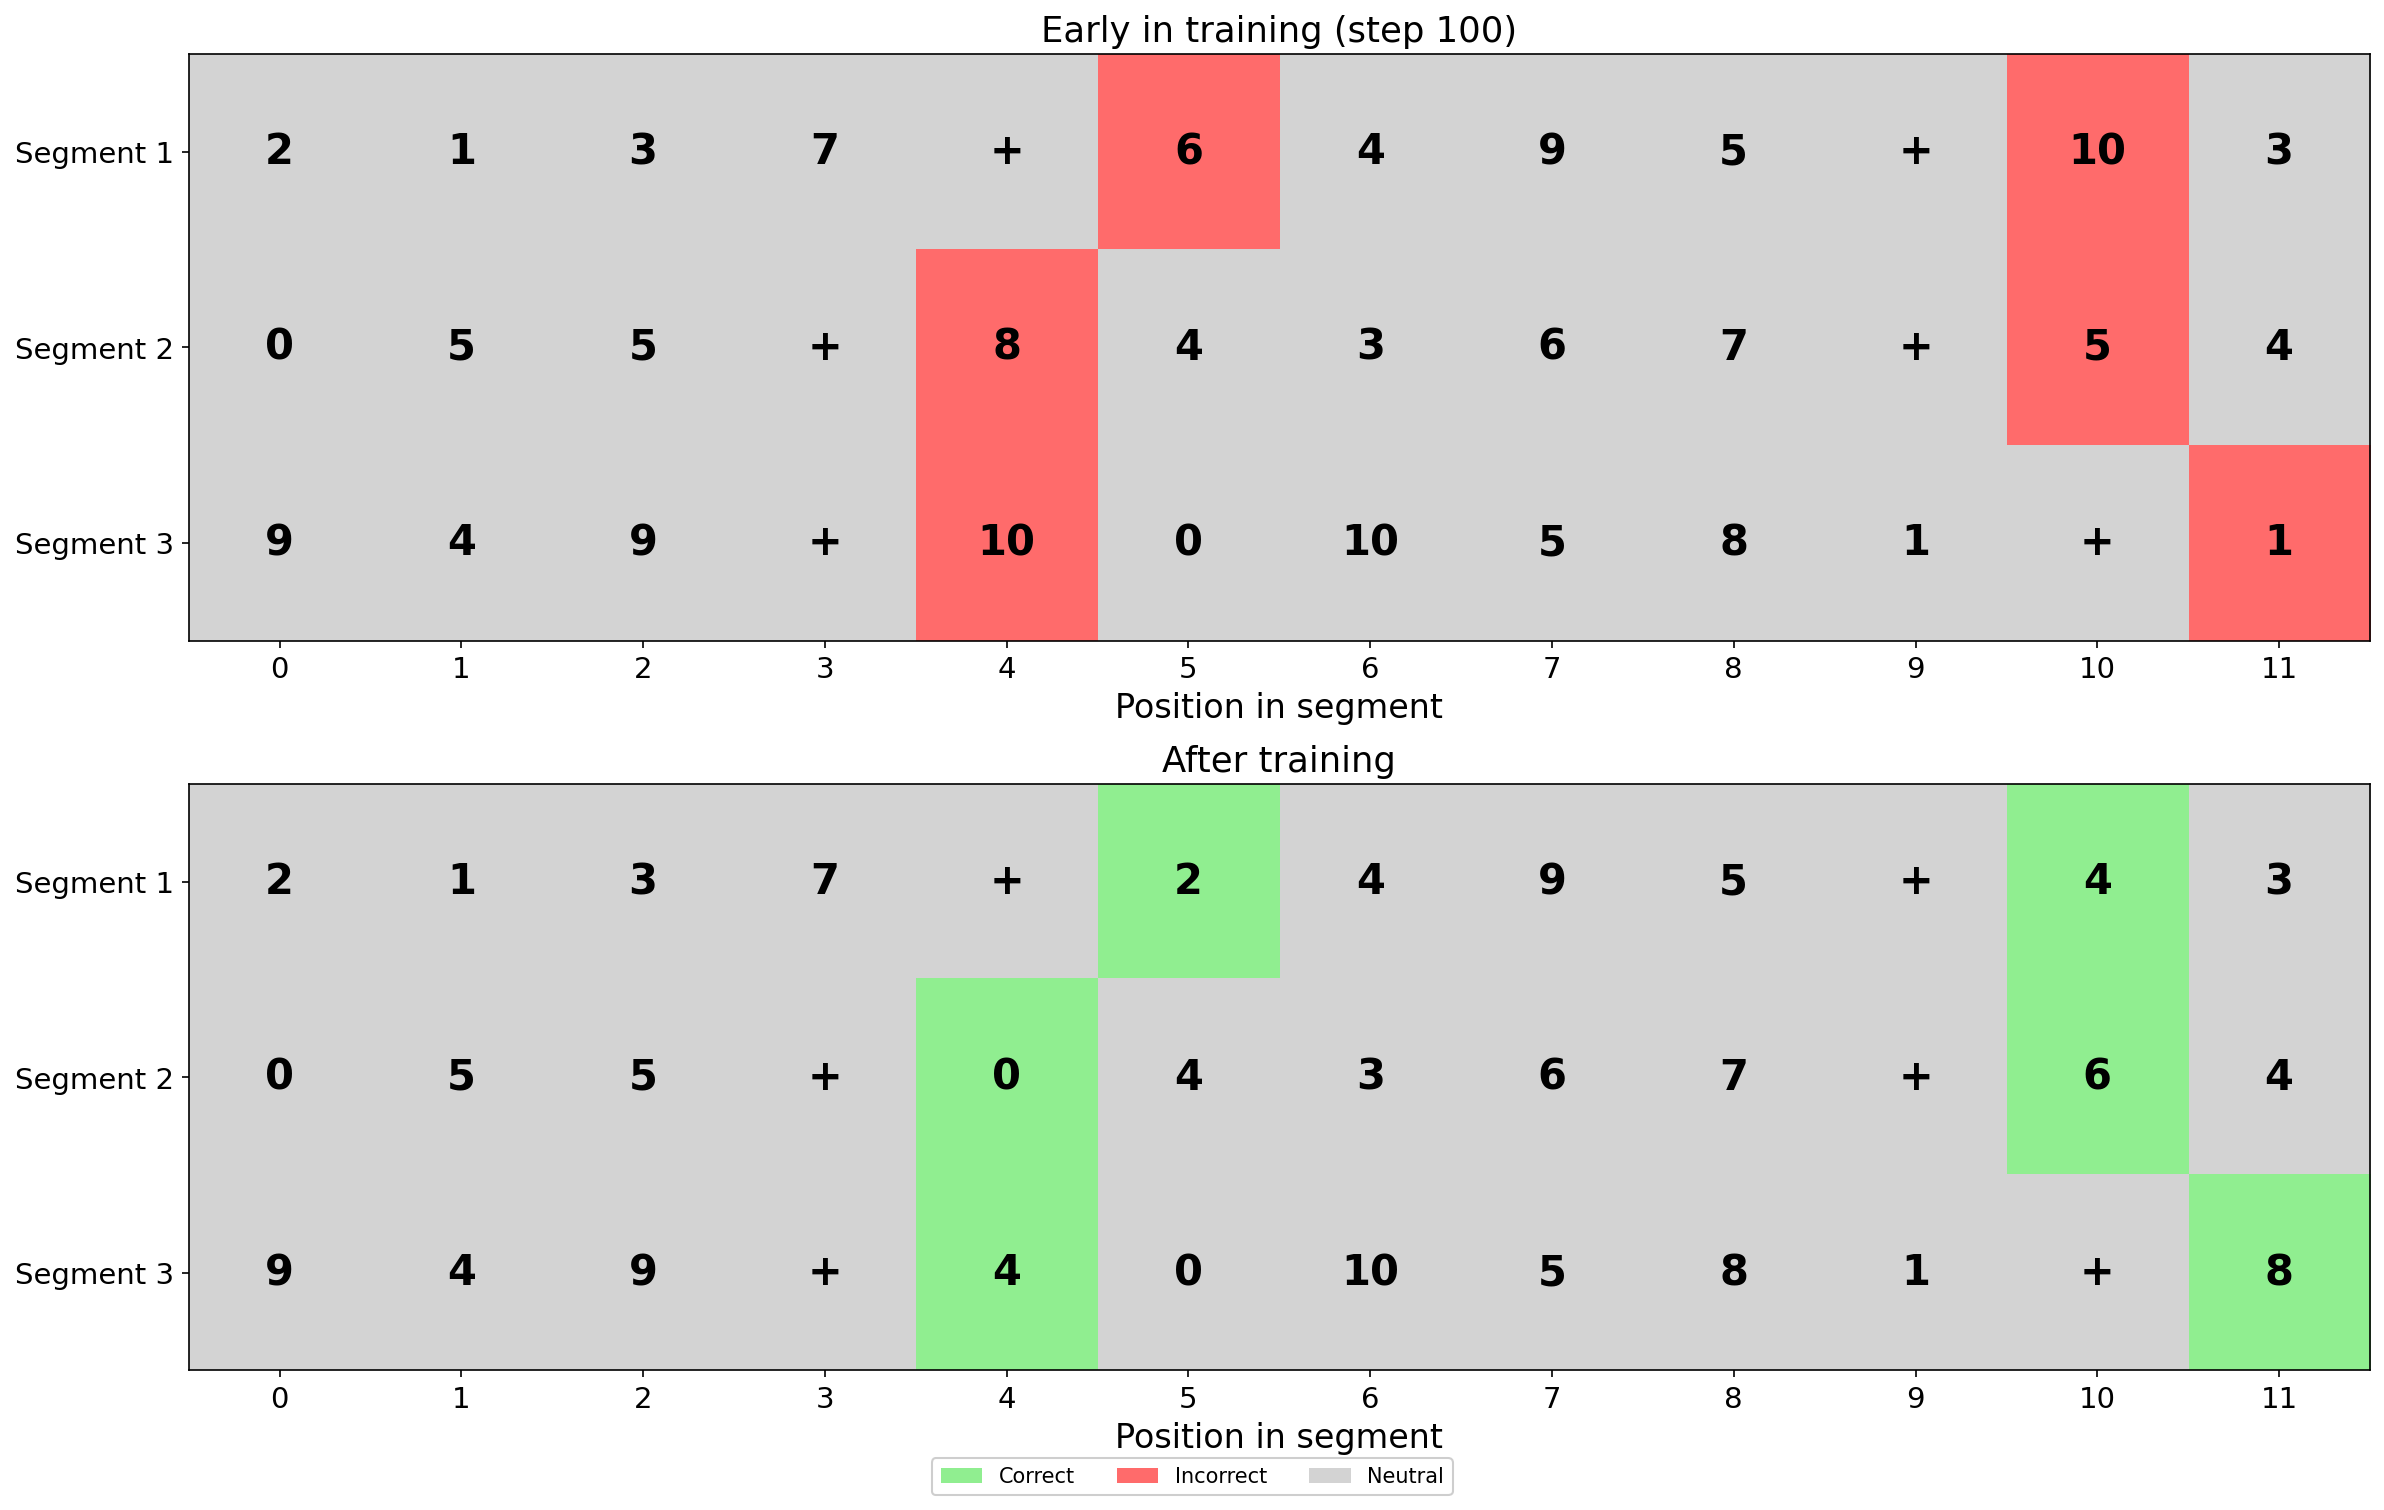 Early in training (step 100)
Segment 1 2 1 3 7 + 6 4 9 5 + 10 3
Segment 2 0 5 5 + 8 4 3 6 7 + 5 4
Segment 3 9 4 9 + 10 0 10 5 8 1 + 1
0 1 2 3 4 5 6 7 8 9 10 11
Position in segment
After training
Segment 1 2 1 3 7 + 2 4 9 5 + 4 3
Segment 2 0 5 5 + 0 4 3 6 7 + 6 4
Segment 3 9 4 9 + 4 0 10 5 8 1 + 8
0 1 2 3 4 5 6 7 8 9 10 11
Position in segment
Correct Incorrect Neutral